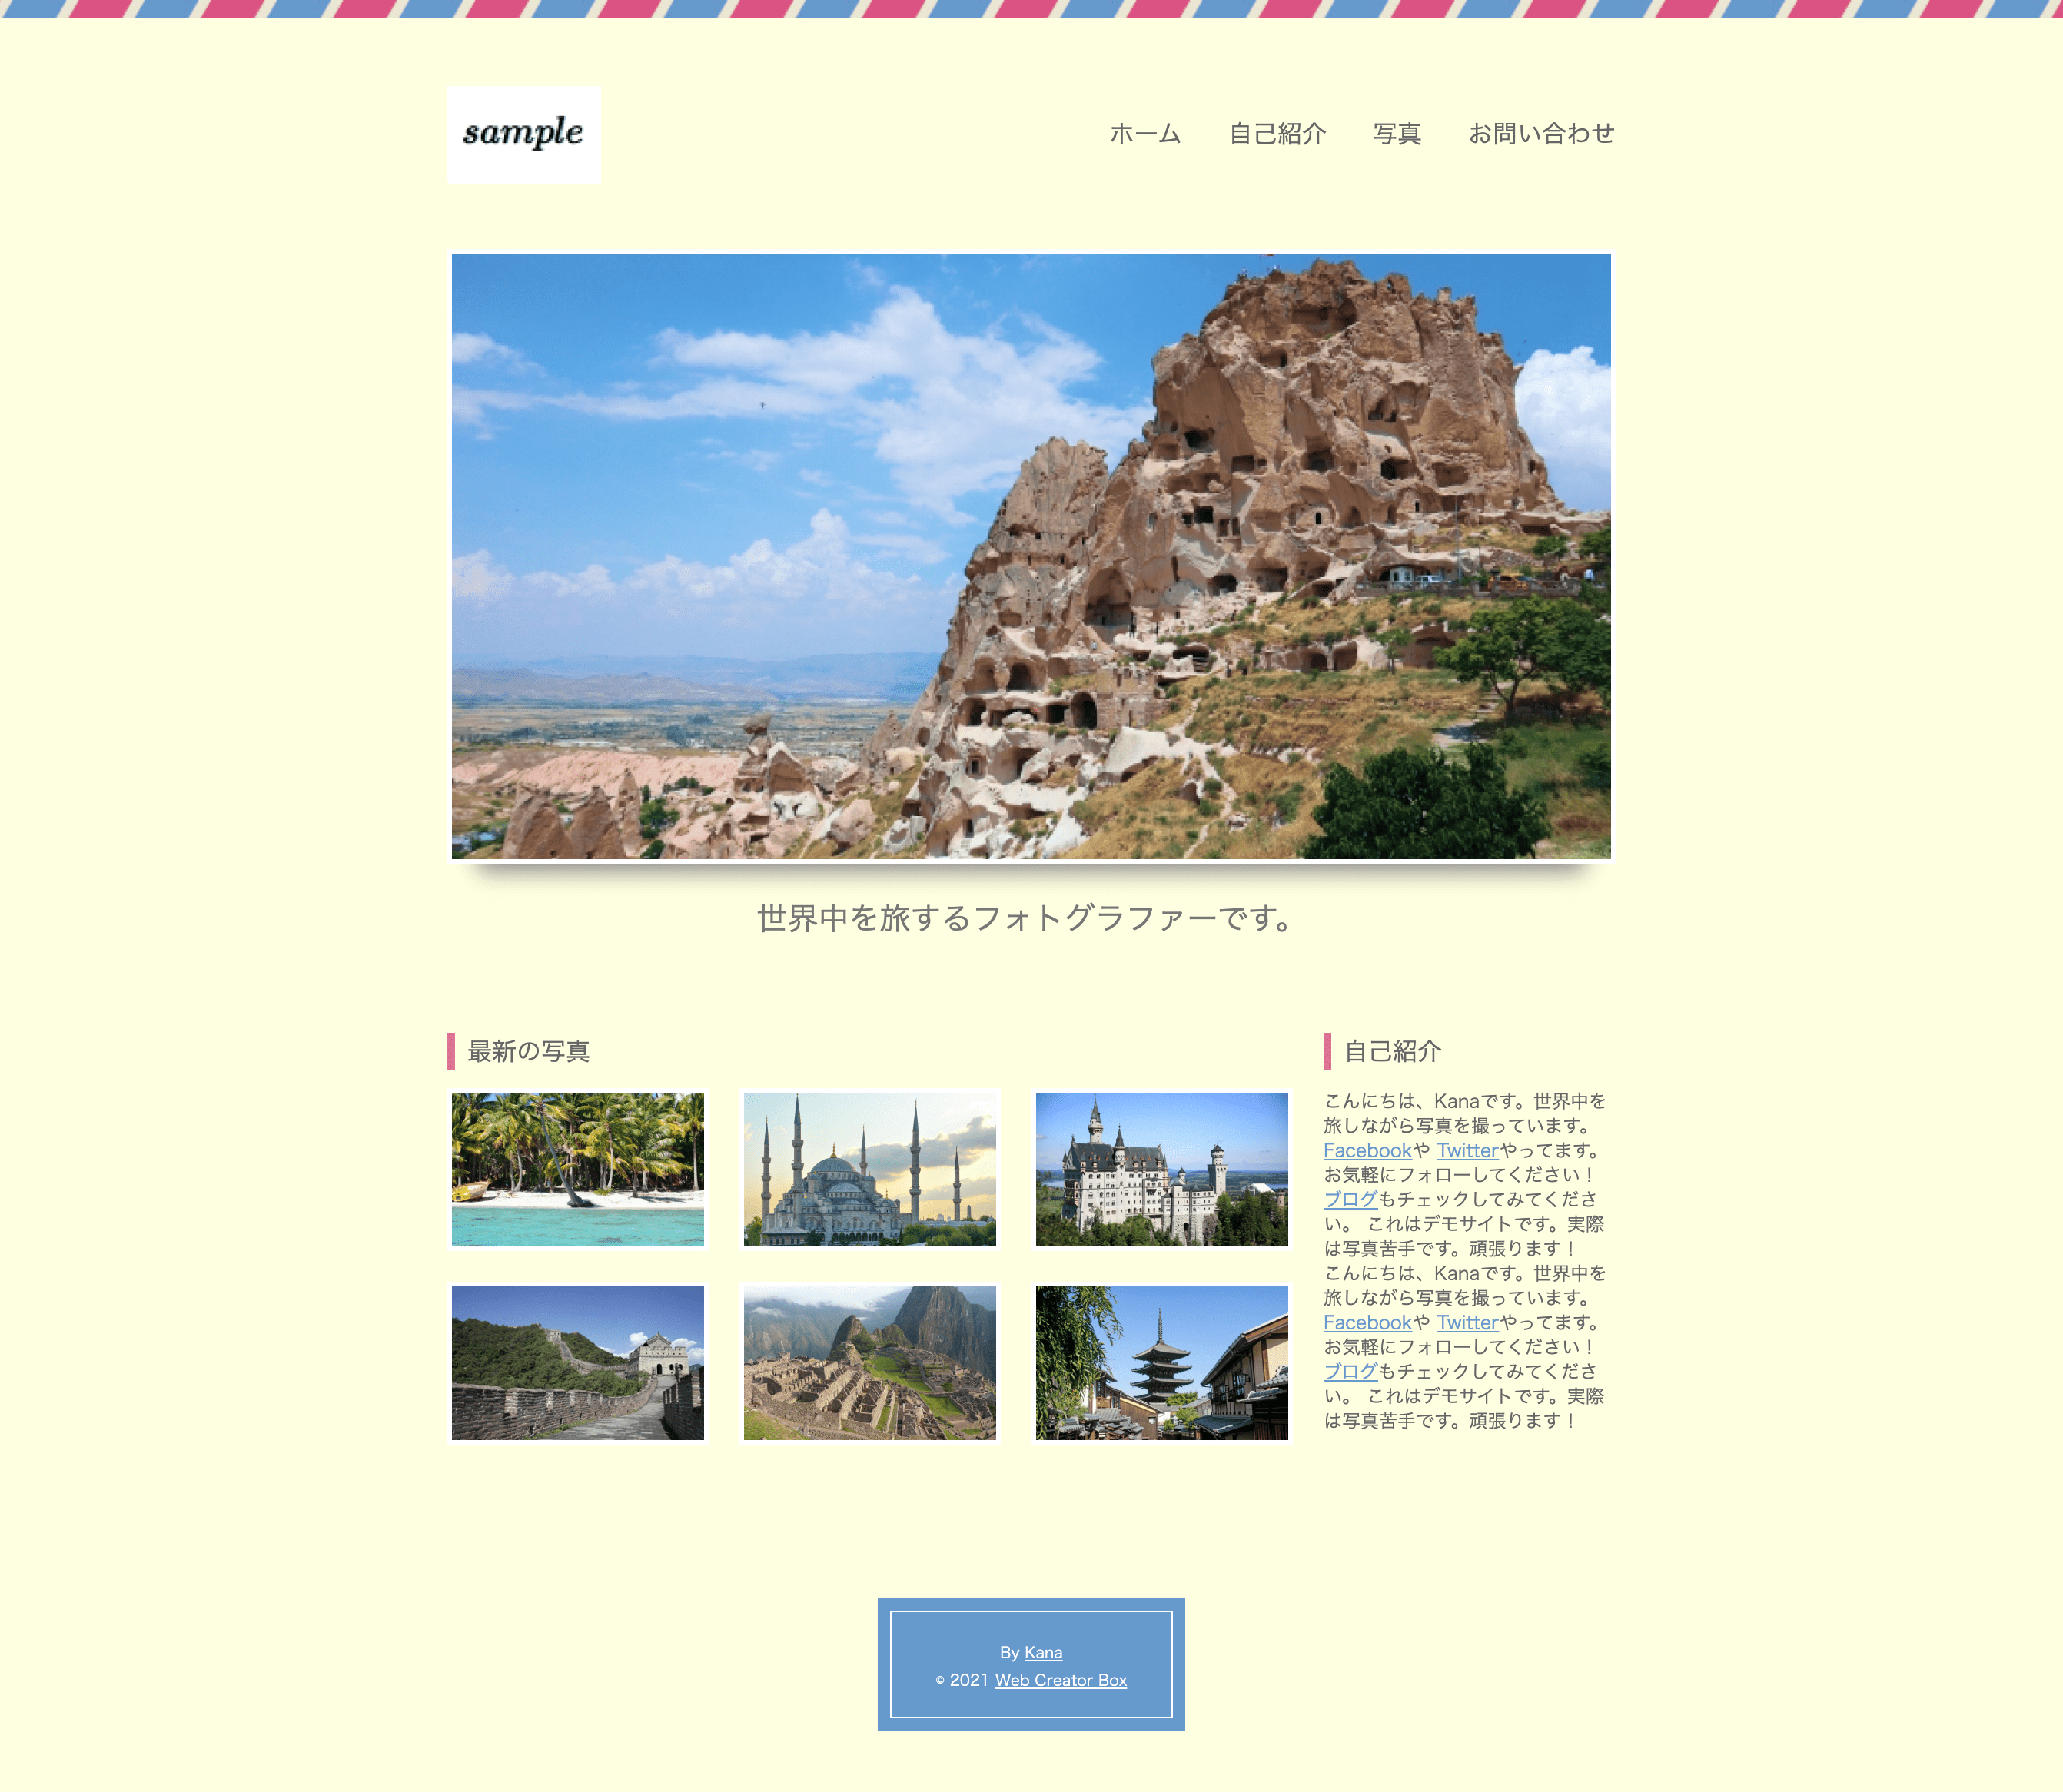 sample
ホーム 自己紹介 写真 お問い合わせ
世界中を旅するフォトグラファーです。
最新の写真
自己紹介
こんにちは、Kanaです。世界中を
旅しながら写真を撮っています。
Facebookや Twitterやってます。
お気軽にフォローしてください！
ブログもチェックしてみてくださ
い。 これはデモサイトです。実際
は写真苦手です。頑張ります！
こんにちは、Kanaです。世界中を
旅しながら写真を撮っています。
Facebookや Twitterやってます。
お気軽にフォローしてください！
ブログもチェックしてみてくださ
い。 これはデモサイトです。実際
は写真苦手です。頑張ります！
By Kana
© 2021 Web Creator Box